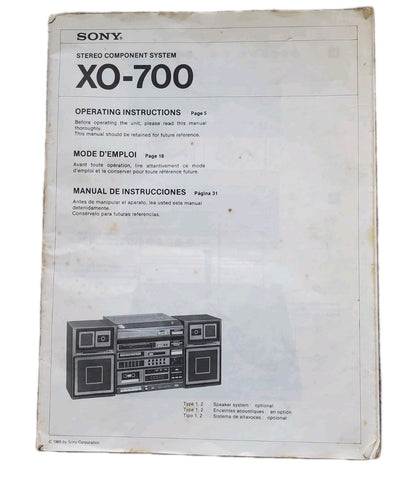 SONY.
STEREO COMPONENT SYSTEM
XO-700
OPERATING INSTRUCTIONS Page 5
Before operating the unit, please read this manual
thoroughly.
This manual should be retained for future reference.
MODE D'EMPLOI Page 18
Avant toute opération, lire attentivement ce mode
d'emploi et le conserver pour toute référence future.
MANUAL DE INSTRUCCIONES Página 31
Antes de manipular el aparato, lea usted este manual
detenidamente.
Consérvelo para futuras referencias.
Type 1, 2 Speaker system : optional
Type 1, 2 Enceintes acoustiques : en option
Tipo 1, 2 Sistema de altavoces : opcional
© 1985 by Sony Corporation